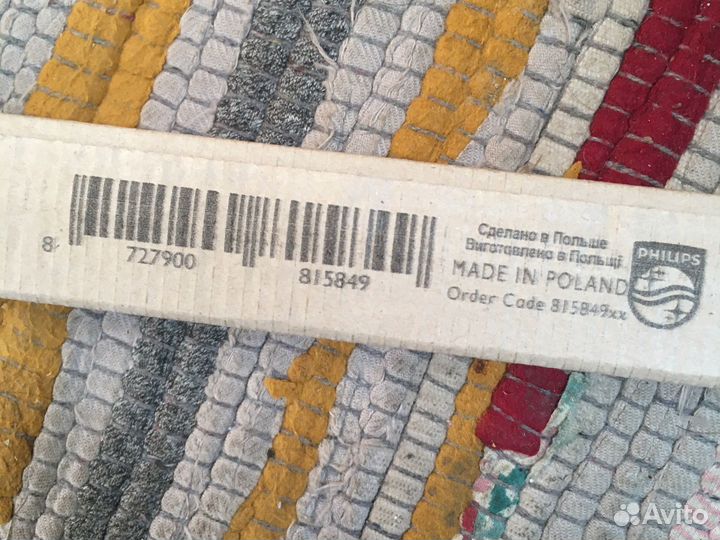 8 727900 815849
Сделано в Польше
Виготовлено в Польщі
MADE IN POLAND
Order Code 815849xx
PHILIPS
Avito